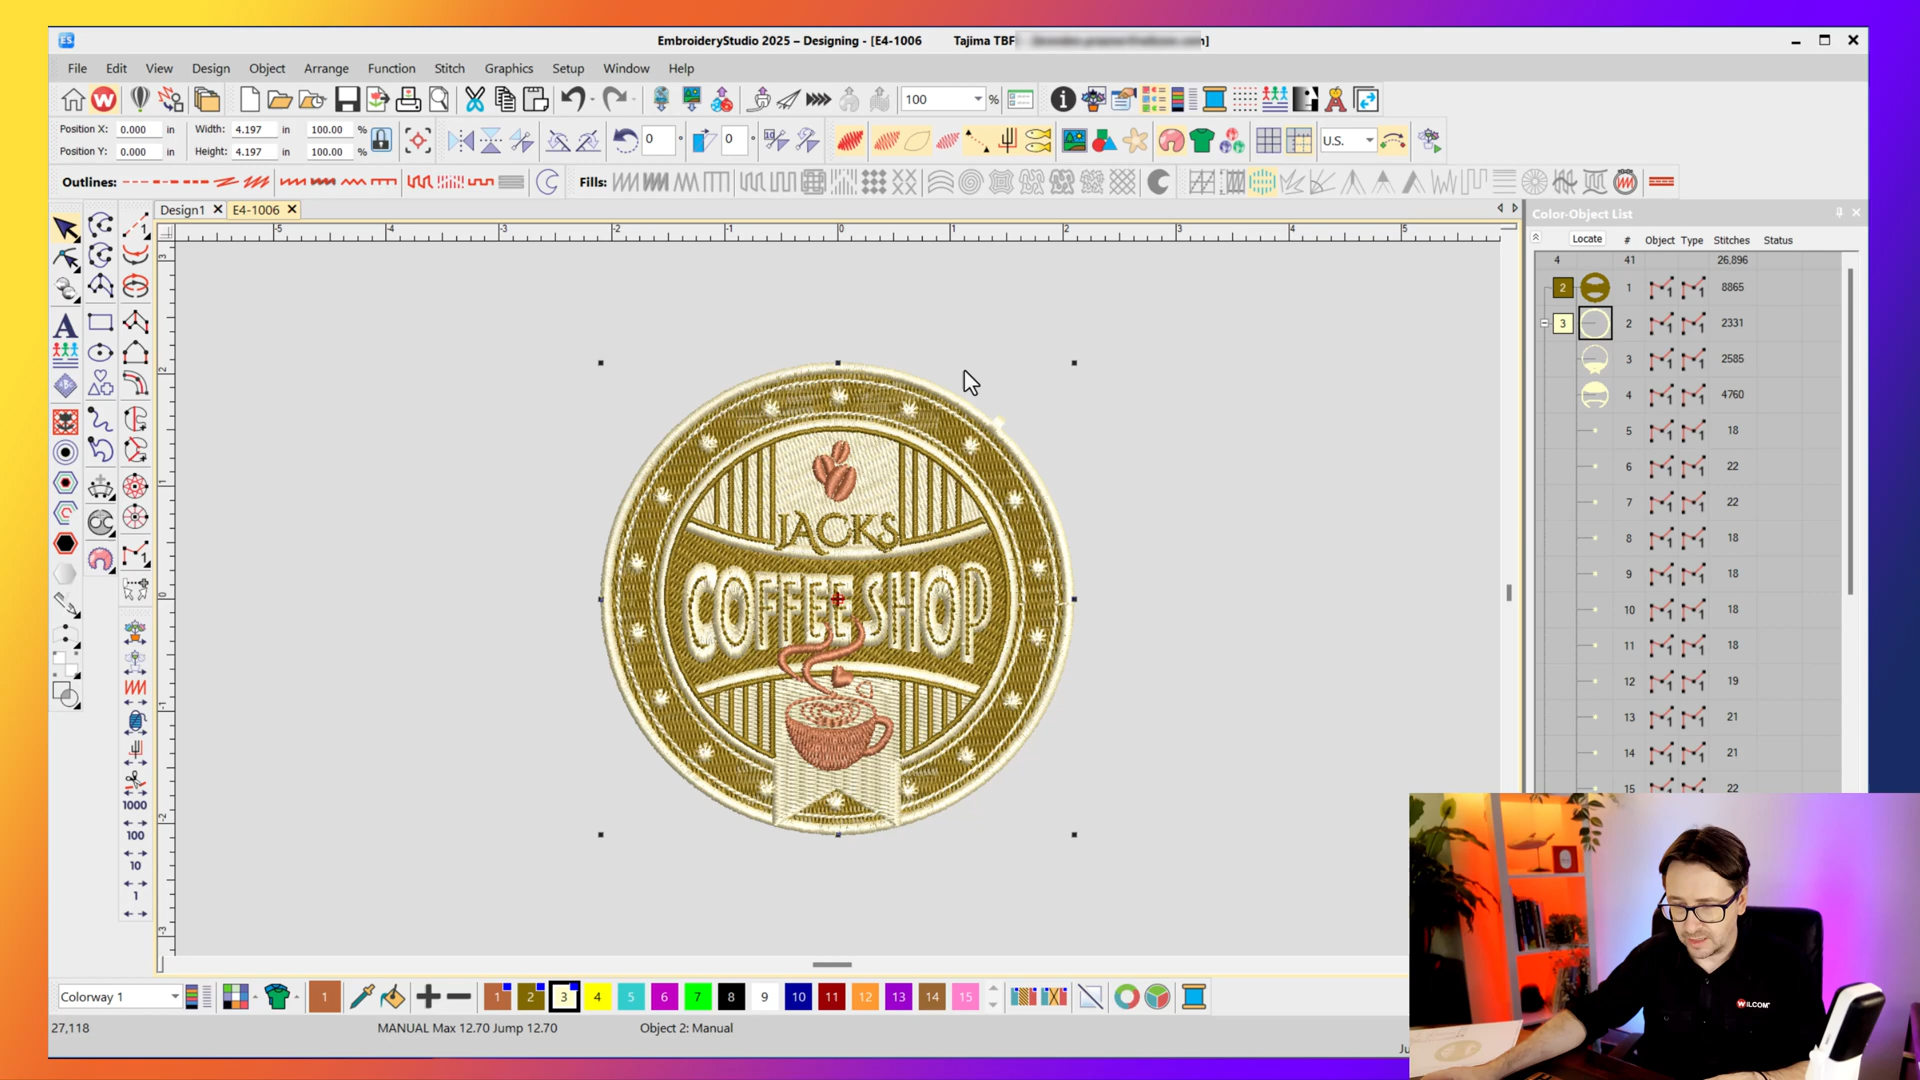 EmbroideryStudio 2025 – Designing - [E4-1006 Tajima TBF
File Edit View Design Object Arrange Function Stitch Graphics Setup Window Help
100 %
Position X: 0.000 in Width: 4.197 in 100.00 % 0 ° 0 ° U.S.
Position Y: 0.000 in Height: 4.197 in 100.00 %
Outlines: Fills:
Design1 E4-1006
Color-Object List
Locate # Object Type Stitches Status
4 41 26,896
2 1 8865
3 2 2331
3 2585
4 4760
5 18
6 22
7 22
8 18
9 18
10 18
11 18
12 19
13 21
14 21
15 22
JACKS
COFFEE SHOP
1000
100
10
1
Colorway 1 1 1 2 3 4 5 6 7 8 9 10 11 12 13 14 15
27,118 MANUAL Max 12.70 Jump 12.70 Object 2: Manual
WILCOM